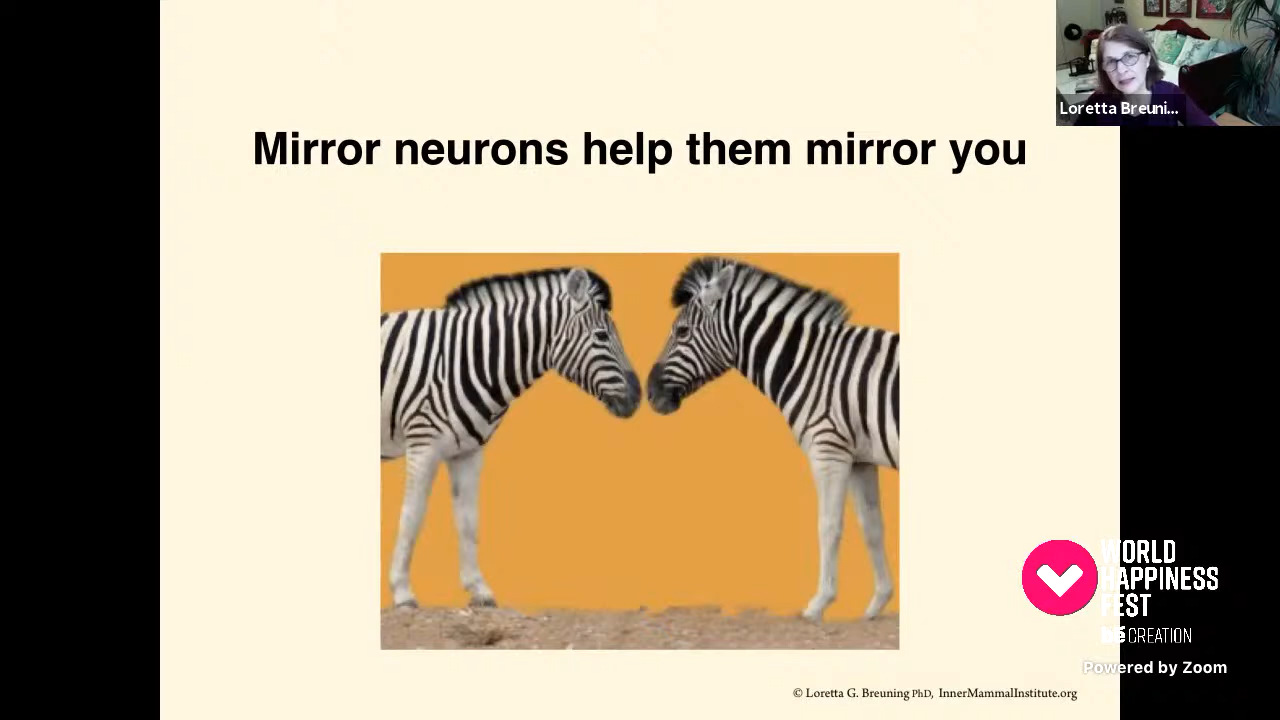 Loretta Breuni...
Mirror neurons help them mirror you
WORLD
HAPPINESS
FEST
CREATION
Powered by Zoom
© Loretta G. Breuning PhD, InnerMammalInstitute.org